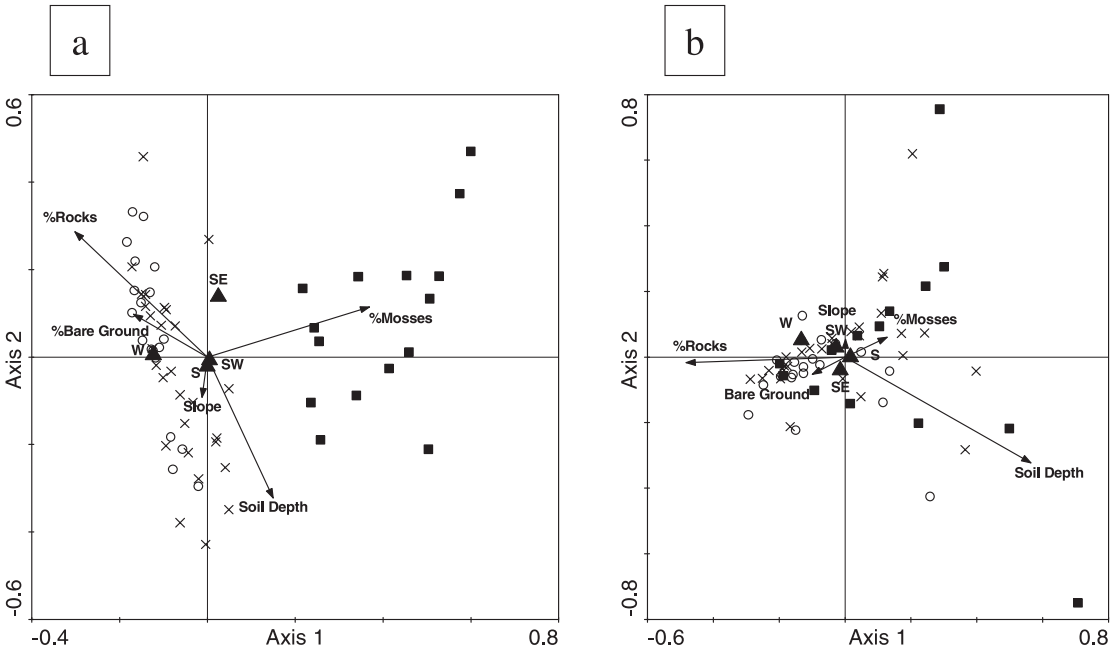 a
b
0.6
0.8
%Rocks
SE
%Mosses
%Bare Ground
W
SW
S
Slope
Soil Depth
Axis 2
-0.6
-0.4
Axis 1
0.8
Slope
W
SW
%Mosses
%Rocks
S
SE
Bare Ground
Soil Depth
Axis 2
-0.8
-0.6
Axis 1
0.8